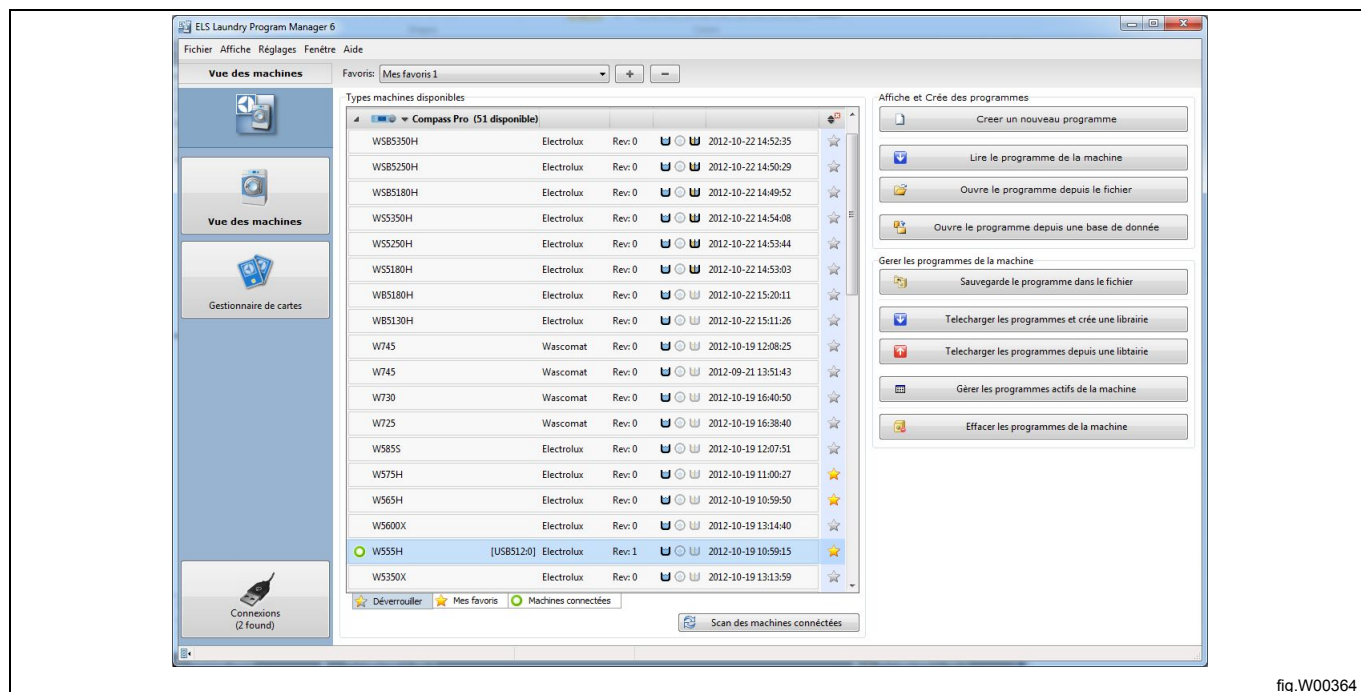 ELS Laundry Program Manager 6
Fichier Affiche Réglages Fenêtre Aide
Vue des machines
Favoris: Mes favoris 1
Types machines disponibles
Compass Pro (51 disponible)
WSB5350H Electrolux Rev: 0 2012-10-22 14:52:35
WSB5250H Electrolux Rev: 0 2012-10-22 14:50:29
WSB5180H Electrolux Rev: 0 2012-10-22 14:49:52
WS5350H Electrolux Rev: 0 2012-10-22 14:54:08
WS5250H Electrolux Rev: 0 2012-10-22 14:53:44
WS5180H Electrolux Rev: 0 2012-10-22 14:53:03
WB5180H Electrolux Rev: 0 2012-10-22 15:20:11
WB5130H Electrolux Rev: 0 2012-10-22 15:11:26
W745 Wascomat Rev: 0 2012-10-19 12:08:25
W745 Wascomat Rev: 0 2012-09-21 13:51:43
W730 Wascomat Rev: 0 2012-10-19 16:40:50
W725 Wascomat Rev: 0 2012-10-19 16:38:40
W585S Electrolux Rev: 0 2012-10-19 12:07:51
W575H Electrolux Rev: 0 2012-10-19 11:00:27
W565H Electrolux Rev: 0 2012-10-19 10:59:50
W5600X Electrolux Rev: 0 2012-10-19 13:14:40
W555H [USB512:0] Electrolux Rev: 1 2012-10-19 10:59:15
W5350X Electrolux Rev: 0 2012-10-19 13:13:59
Déverrouiller Mes favoris Machines connectées
Scan des machines connéctées
Vue des machines
Gestionnaire de cartes
Connexions
(2 found)
Affiche et Crée des programmes
Creer un nouveau programme
Lire le programme de la machine
Ouvre le programme depuis le fichier
Ouvre le programme depuis une base de donnée
Gerer les programmes de la machine
Sauvegarde le programme dans le fichier
Telecharger les programmes et crée une librairie
Telecharger les programmes depuis une libtairie
Gèrer les programmes actifs de la machine
Effacer les programmes de la machine
fig.W00364